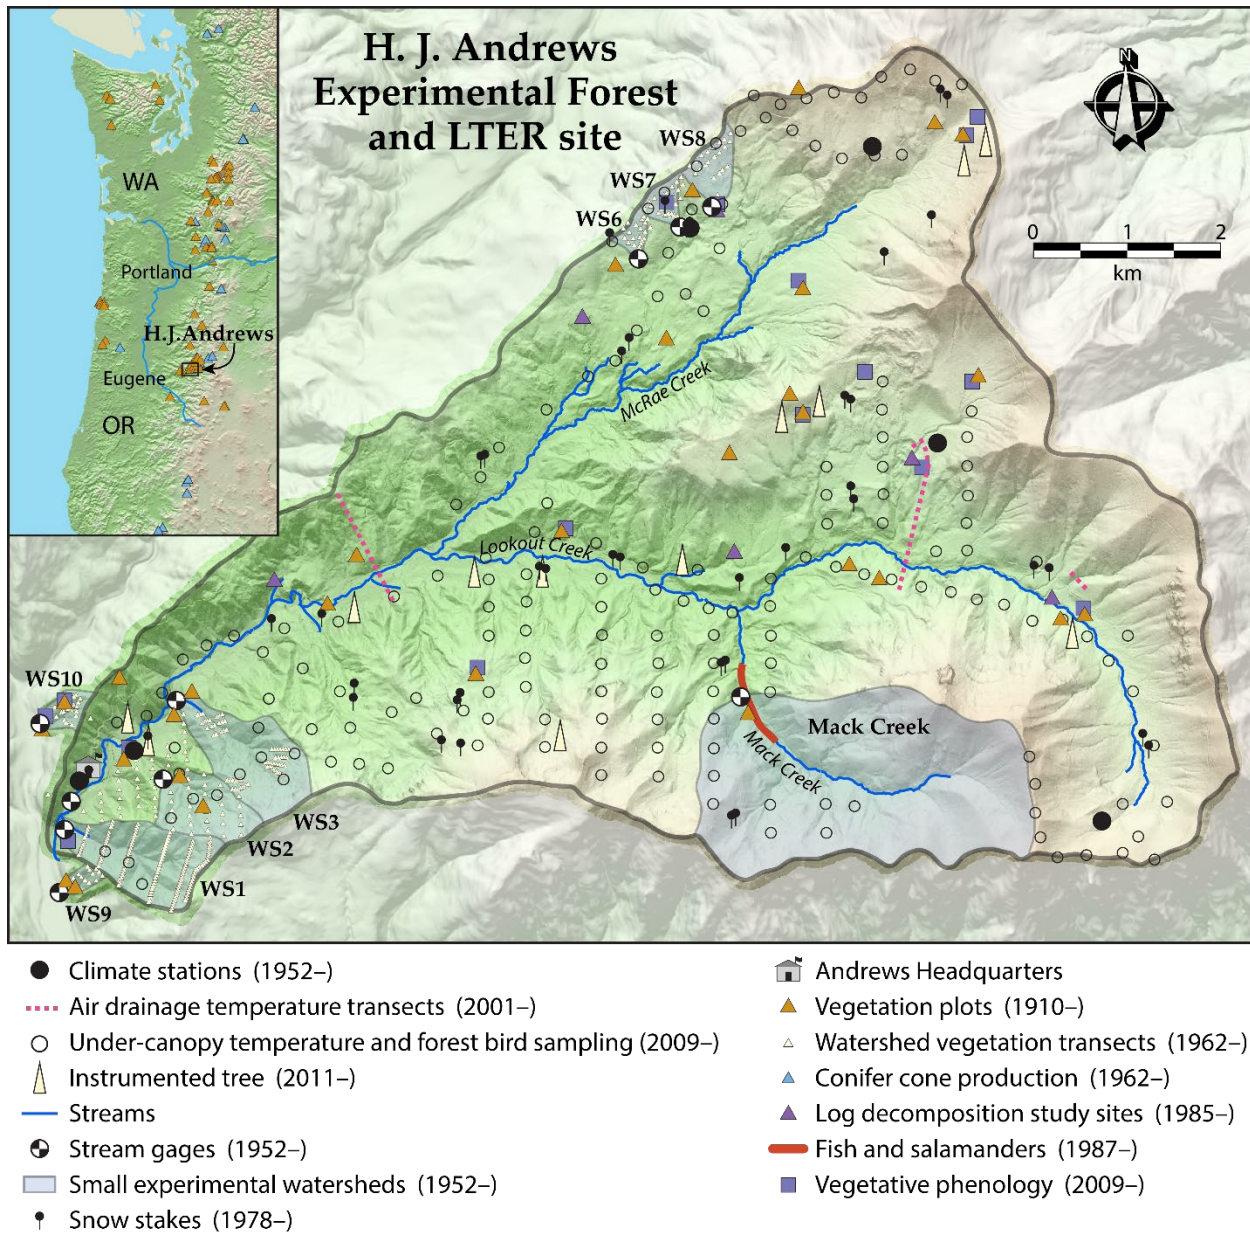 H. J. Andrews
Experimental Forest
and LTER site
N
0 1 2
km
WA
Portland
H.J.Andrews
Eugene
OR
WS8
WS7
WS6
McRae Creek
Lookout Creek
WS10
Mack Creek
Mack Creek
WS3
WS2
WS1
WS9
Climate stations (1952–)
Air drainage temperature transects (2001–)
Under-canopy temperature and forest bird sampling (2009–)
Instrumented tree (2011–)
Streams
Stream gages (1952–)
Small experimental watersheds (1952–)
Snow stakes (1978–)
Andrews Headquarters
Vegetation plots (1910–)
Watershed vegetation transects (1962–)
Conifer cone production (1962–)
Log decomposition study sites (1985–)
Fish and salamanders (1987–)
Vegetative phenology (2009–)